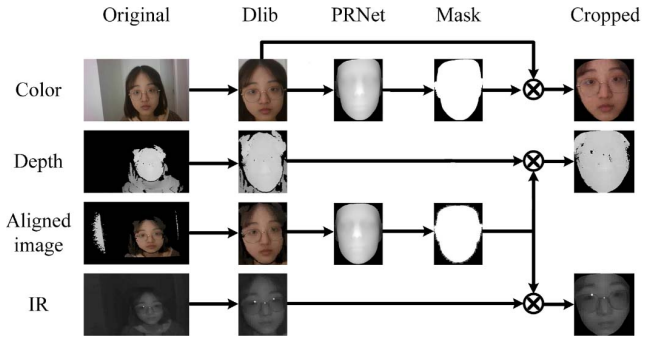 Original Dlib PRNet Mask Cropped
Color
Depth
Aligned
image
IR